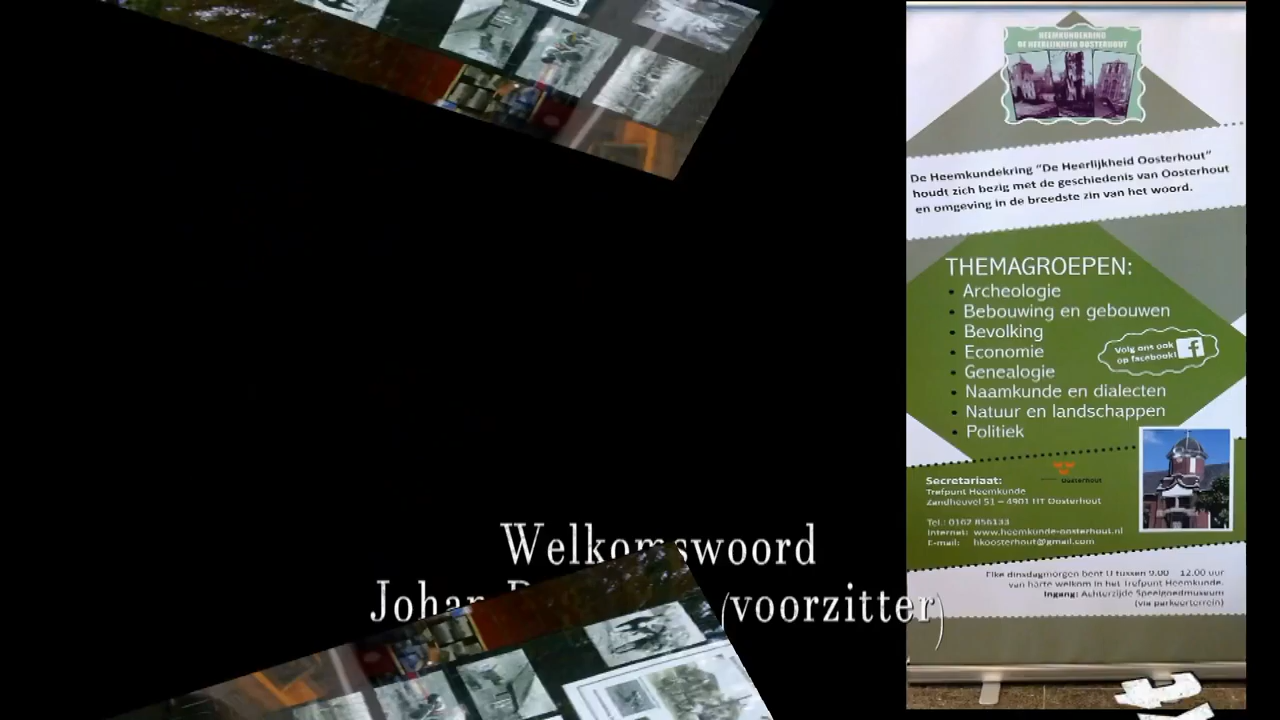 HEEMKUNDEKRING
DE HEERLIJKHEID OOSTERHOUT
De Heemkundekring "De Heerlijkheid Oosterhout"
houdt zich bezig met de geschiedenis van Oosterhout
en omgeving in de breedste zin van het woord.
THEMAGROEPEN:
• Archeologie
• Bebouwing en gebouwen
• Bevolking
• Economie
• Genealogie
• Naamkunde en dialecten
• Natuur en landschappen
• Politiek
Volg ons ook
op facebook! f
Oosterhout
Secretariaat:
Trefpunt Heemkunde
Zandheuvel 51 – 4901 HT Oosterhout
Tel.: 0162 856133
Internet: www.heemkunde-oosterhout.nl
E-mail: hkoosterhout@gmail.com
Elke dinsdagmorgen bent U tussen 9.00 – 12.00 uur
van harte welkom in het Trefpunt Heemkunde.
Ingang: Achterzijde Speelgoedmuseum
(via parkeerterrein)
Welkomswoord
Johan (voorzitter)